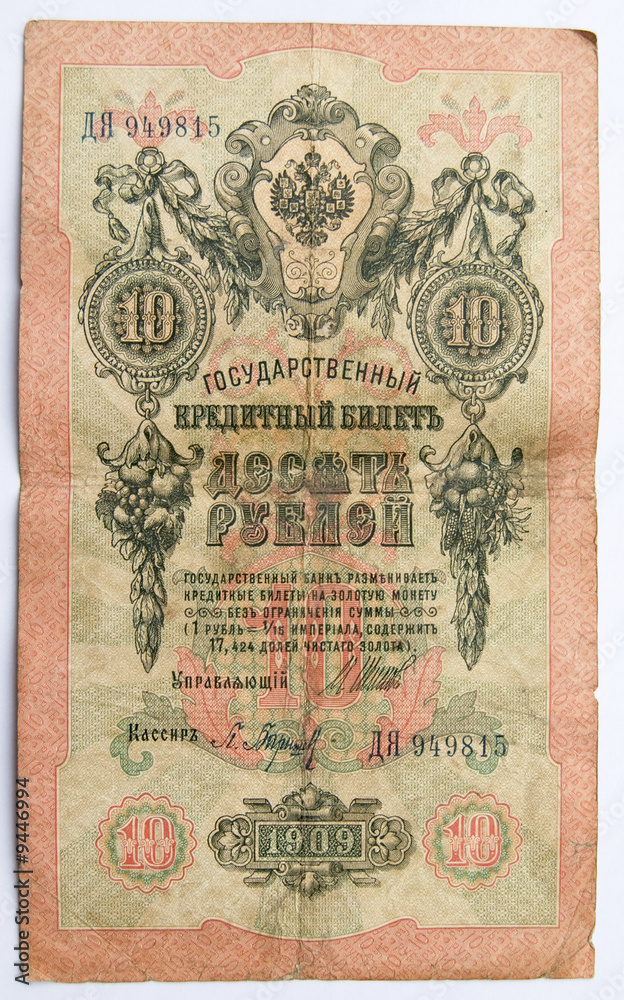 ДЯ 949815
10 10
ГОСУДАРСТВЕННЫЙ
КРЕДИТНЫЙ БИЛЕТЪ
ДЕСЯТЬ
РУБЛЕЙ
ГОСУДАРСТВЕННЫЙ БАНКЪ РАЗМѢНИВАЕТЪ
КРЕДИТНЫЕ БИЛЕТЫ НА ЗОЛОТУЮ МОНЕТУ
БЕЗЪ ОГРАНИЧЕНІЯ СУММЫ
(1 РУБЛЬ = 1/15 ИМПЕРІАЛА, СОДЕРЖИТЪ
17,424 ДОЛЕЙ ЧИСТАГО ЗОЛОТА).
10
Управляющій
Кассиръ
ДЯ 949815
10 1909 10
Adobe Stock | #9446994